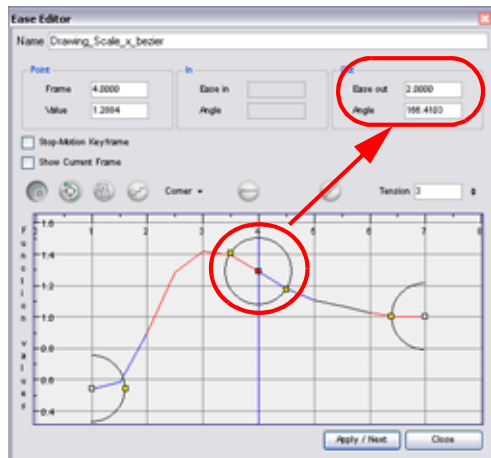 Ease Editor
Name Drawing_Scale_x_bezier
Point
In
Out
Frame 4.0000
Ease in
Ease out 2.0000
Value 1.2884
Angle
Angle 166.4103
Stop-Motion Keyframe
Show Current Frame
Corner
Tension 3
Function values
0 1 2 3 4 5 6 7 8
1.6
1.4
1.2
1.0
0.8
0.6
0.4
Apply / Next
Close